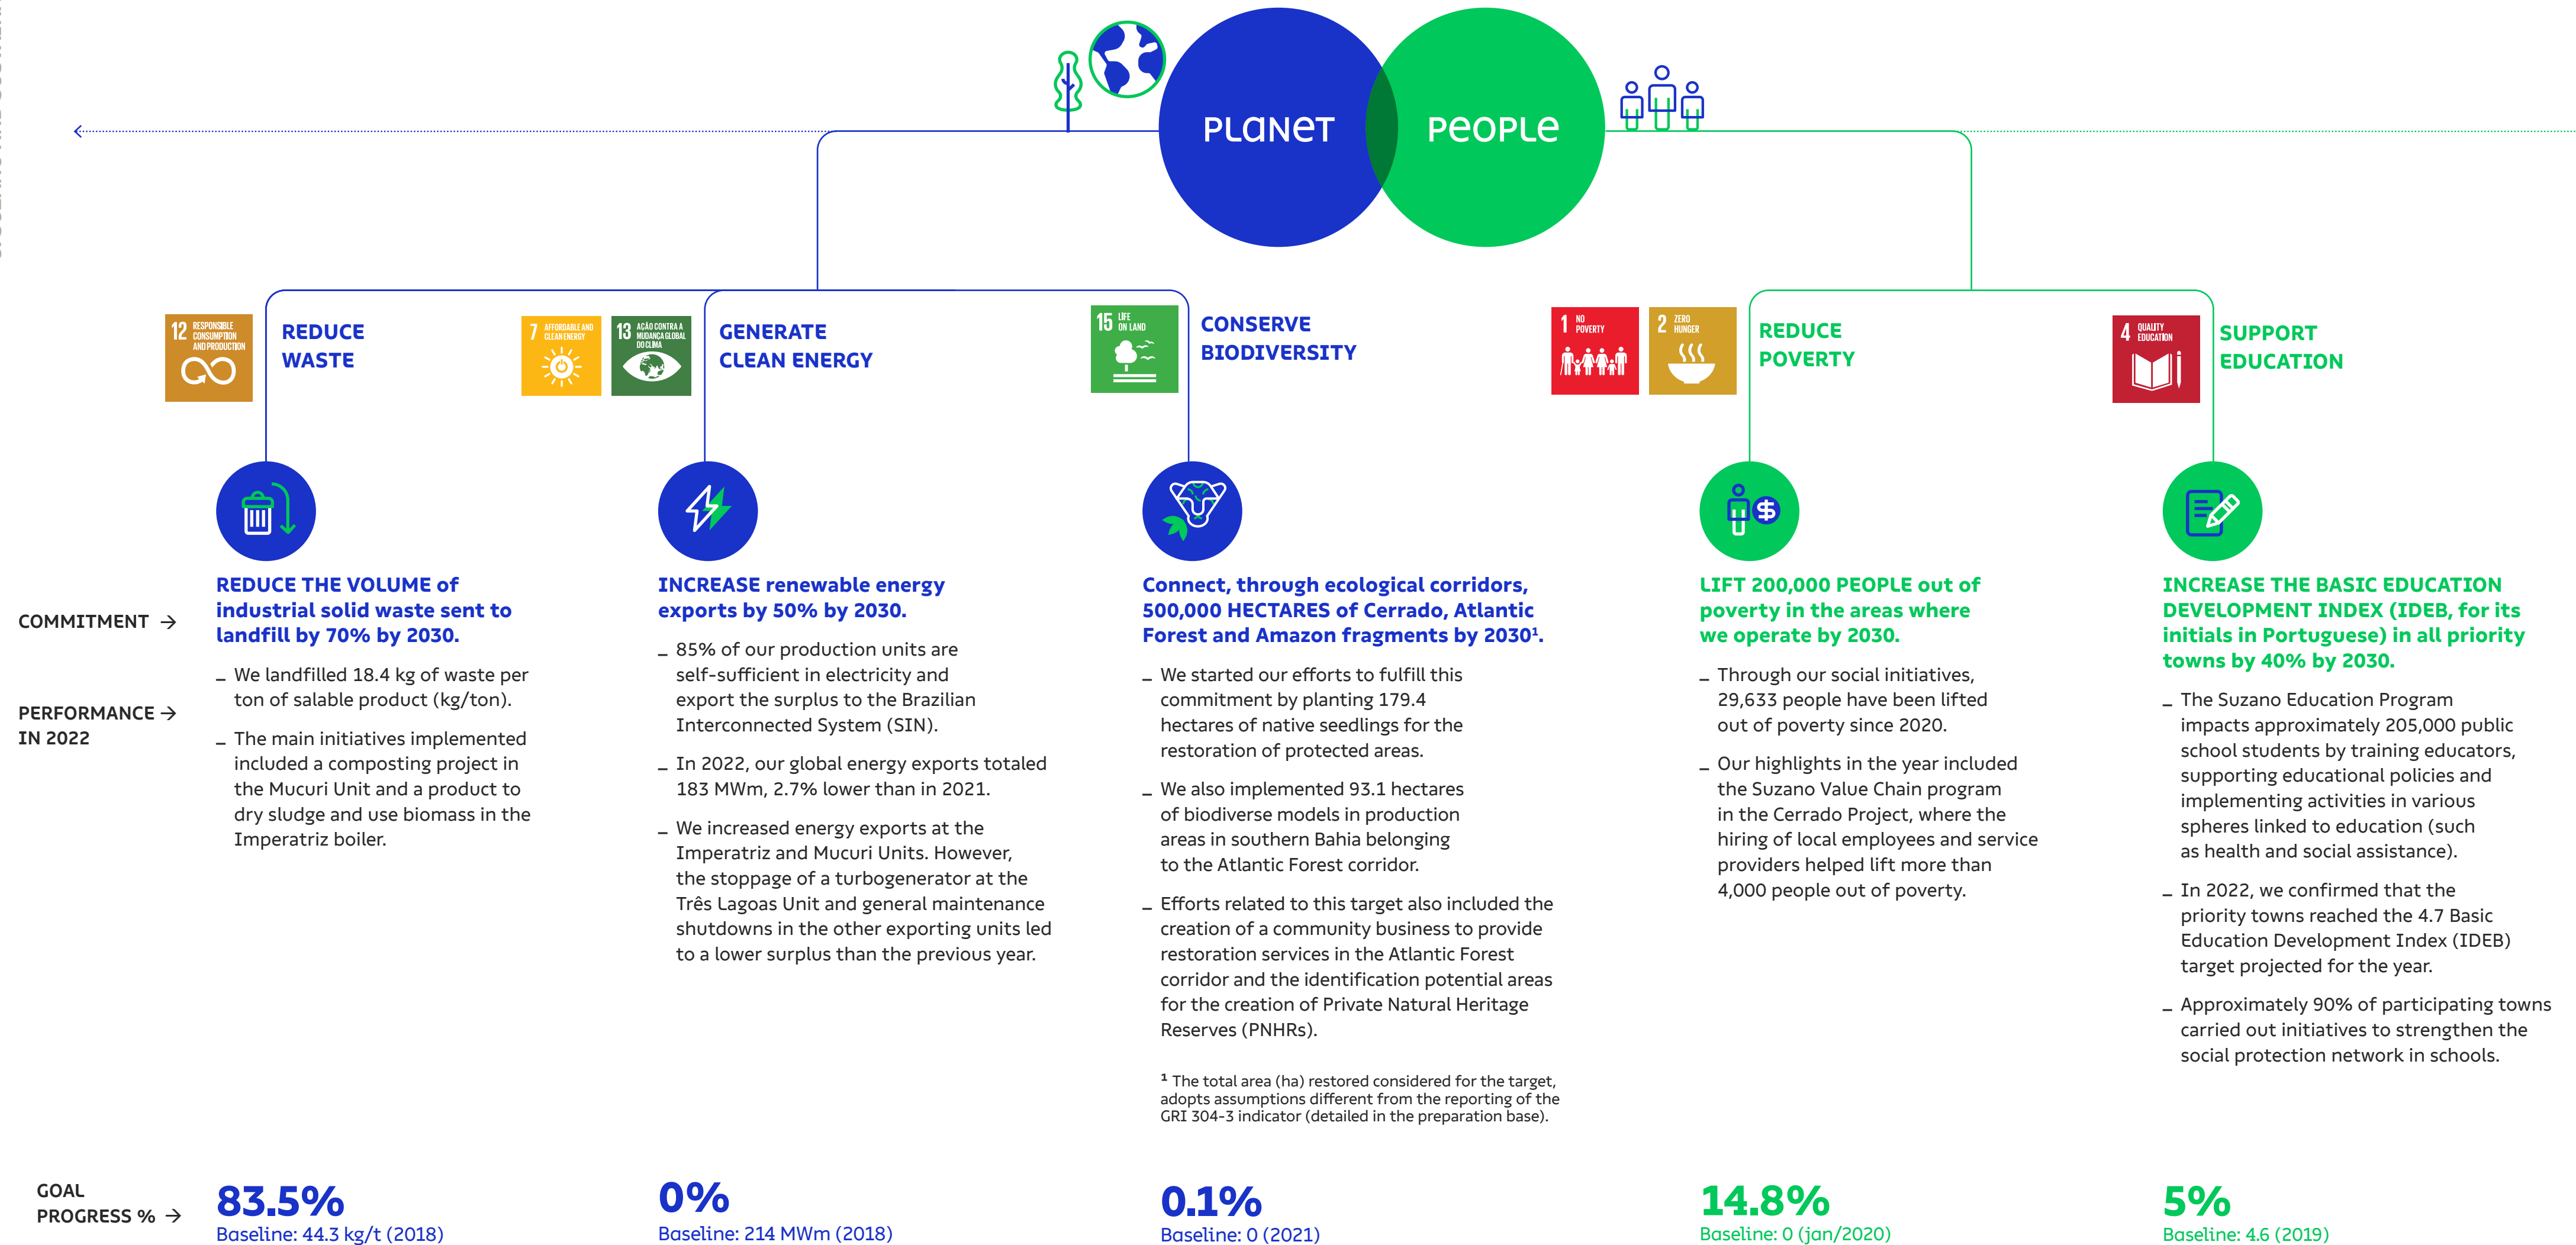 PLANET
PEOPLE
12 RESPONSIBLE
CONSUMPTION
AND PRODUCTION
REDUCE
WASTE
7 AFFORDABLE AND
CLEAN ENERGY
13 AÇÃO CONTRA A
MUDANÇA GLOBAL
DO CLIMA
GENERATE
CLEAN ENERGY
15 LIFE
ON LAND
CONSERVE
BIODIVERSITY
1 NO
POVERTY
2 ZERO
HUNGER
REDUCE
POVERTY
4 QUALITY
EDUCATION
SUPPORT
EDUCATION
COMMITMENT →
PERFORMANCE →
IN 2022
REDUCE THE VOLUME of
industrial solid waste sent to
landfill by 70% by 2030.
– We landfilled 18.4 kg of waste per
ton of salable product (kg/ton).
– The main initiatives implemented
included a composting project in
the Mucuri Unit and a product to
dry sludge and use biomass in the
Imperatriz boiler.
INCREASE renewable energy
exports by 50% by 2030.
– 85% of our production units are
self-sufficient in electricity and
export the surplus to the Brazilian
Interconnected System (SIN).
– In 2022, our global energy exports totaled
183 MWm, 2.7% lower than in 2021.
– We increased energy exports at the
Imperatriz and Mucuri Units. However,
the stoppage of a turbogenerator at the
Três Lagoas Unit and general maintenance
shutdowns in the other exporting units led
to a lower surplus than the previous year.
Connect, through ecological corridors,
500,000 HECTARES of Cerrado, Atlantic
Forest and Amazon fragments by 2030¹.
– We started our efforts to fulfill this
commitment by planting 179.4
hectares of native seedlings for the
restoration of protected areas.
– We also implemented 93.1 hectares
of biodiverse models in production
areas in southern Bahia belonging
to the Atlantic Forest corridor.
– Efforts related to this target also included the
creation of a community business to provide
restoration services in the Atlantic Forest
corridor and the identification potential areas
for the creation of Private Natural Heritage
Reserves (PNHRs).
¹ The total area (ha) restored considered for the target,
adopts assumptions different from the reporting of the
GRI 304-3 indicator (detailed in the preparation base).
LIFT 200,000 PEOPLE out of
poverty in the areas where
we operate by 2030.
– Through our social initiatives,
29,633 people have been lifted
out of poverty since 2020.
– Our highlights in the year included
the Suzano Value Chain program
in the Cerrado Project, where the
hiring of local employees and service
providers helped lift more than
4,000 people out of poverty.
INCREASE THE BASIC EDUCATION
DEVELOPMENT INDEX (IDEB, for its
initials in Portuguese) in all priority
towns by 40% by 2030.
– The Suzano Education Program
impacts approximately 205,000 public
school students by training educators,
supporting educational policies and
implementing activities in various
spheres linked to education (such
as health and social assistance).
– In 2022, we confirmed that the
priority towns reached the 4.7 Basic
Education Development Index (IDEB)
target projected for the year.
– Approximately 90% of participating towns
carried out initiatives to strengthen the
social protection network in schools.
GOAL
PROGRESS % →
83.5%
Baseline: 44.3 kg/t (2018)
0%
Baseline: 214 MWm (2018)
0.1%
Baseline: 0 (2021)
14.8%
Baseline: 0 (jan/2020)
5%
Baseline: 4.6 (2019)